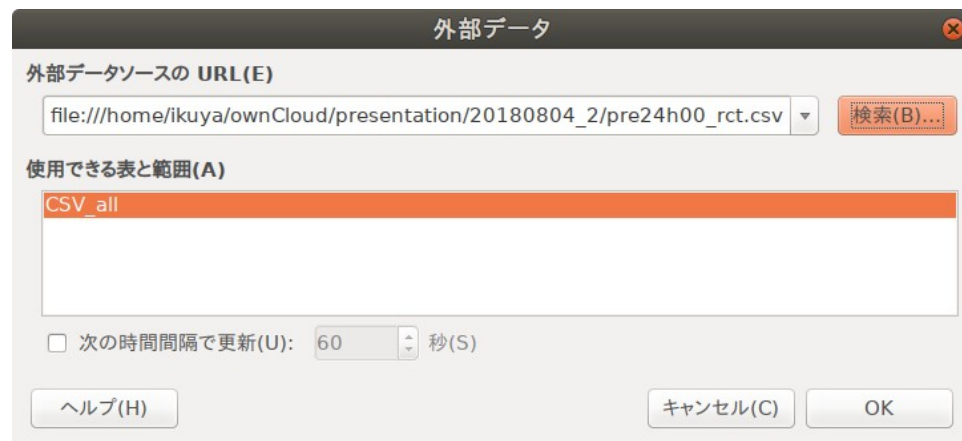 外部データ
外部データソースの URL(E)
file:///home/ikuya/ownCloud/presentation/20180804_2/pre24h00_rct.csv
検索(B)...
使用できる表と範囲(A)
CSV_all
次の時間間隔で更新(U): 60 秒(S)
ヘルプ(H) キャンセル(C) OK